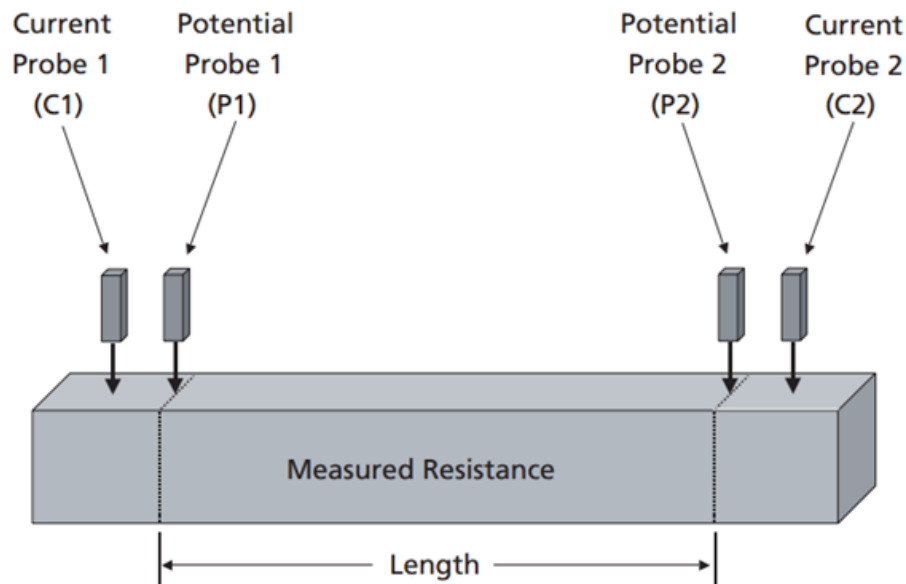 Current
Probe 1
(C1)
Potential
Probe 1
(P1)
Potential
Probe 2
(P2)
Current
Probe 2
(C2)
Measured Resistance
Length